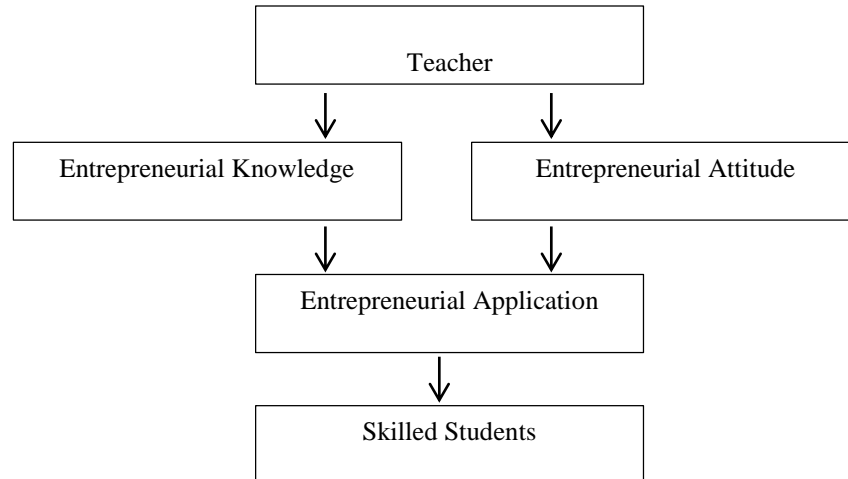 Teacher
Entrepreneurial Knowledge
Entrepreneurial Attitude
Entrepreneurial Application
Skilled Students